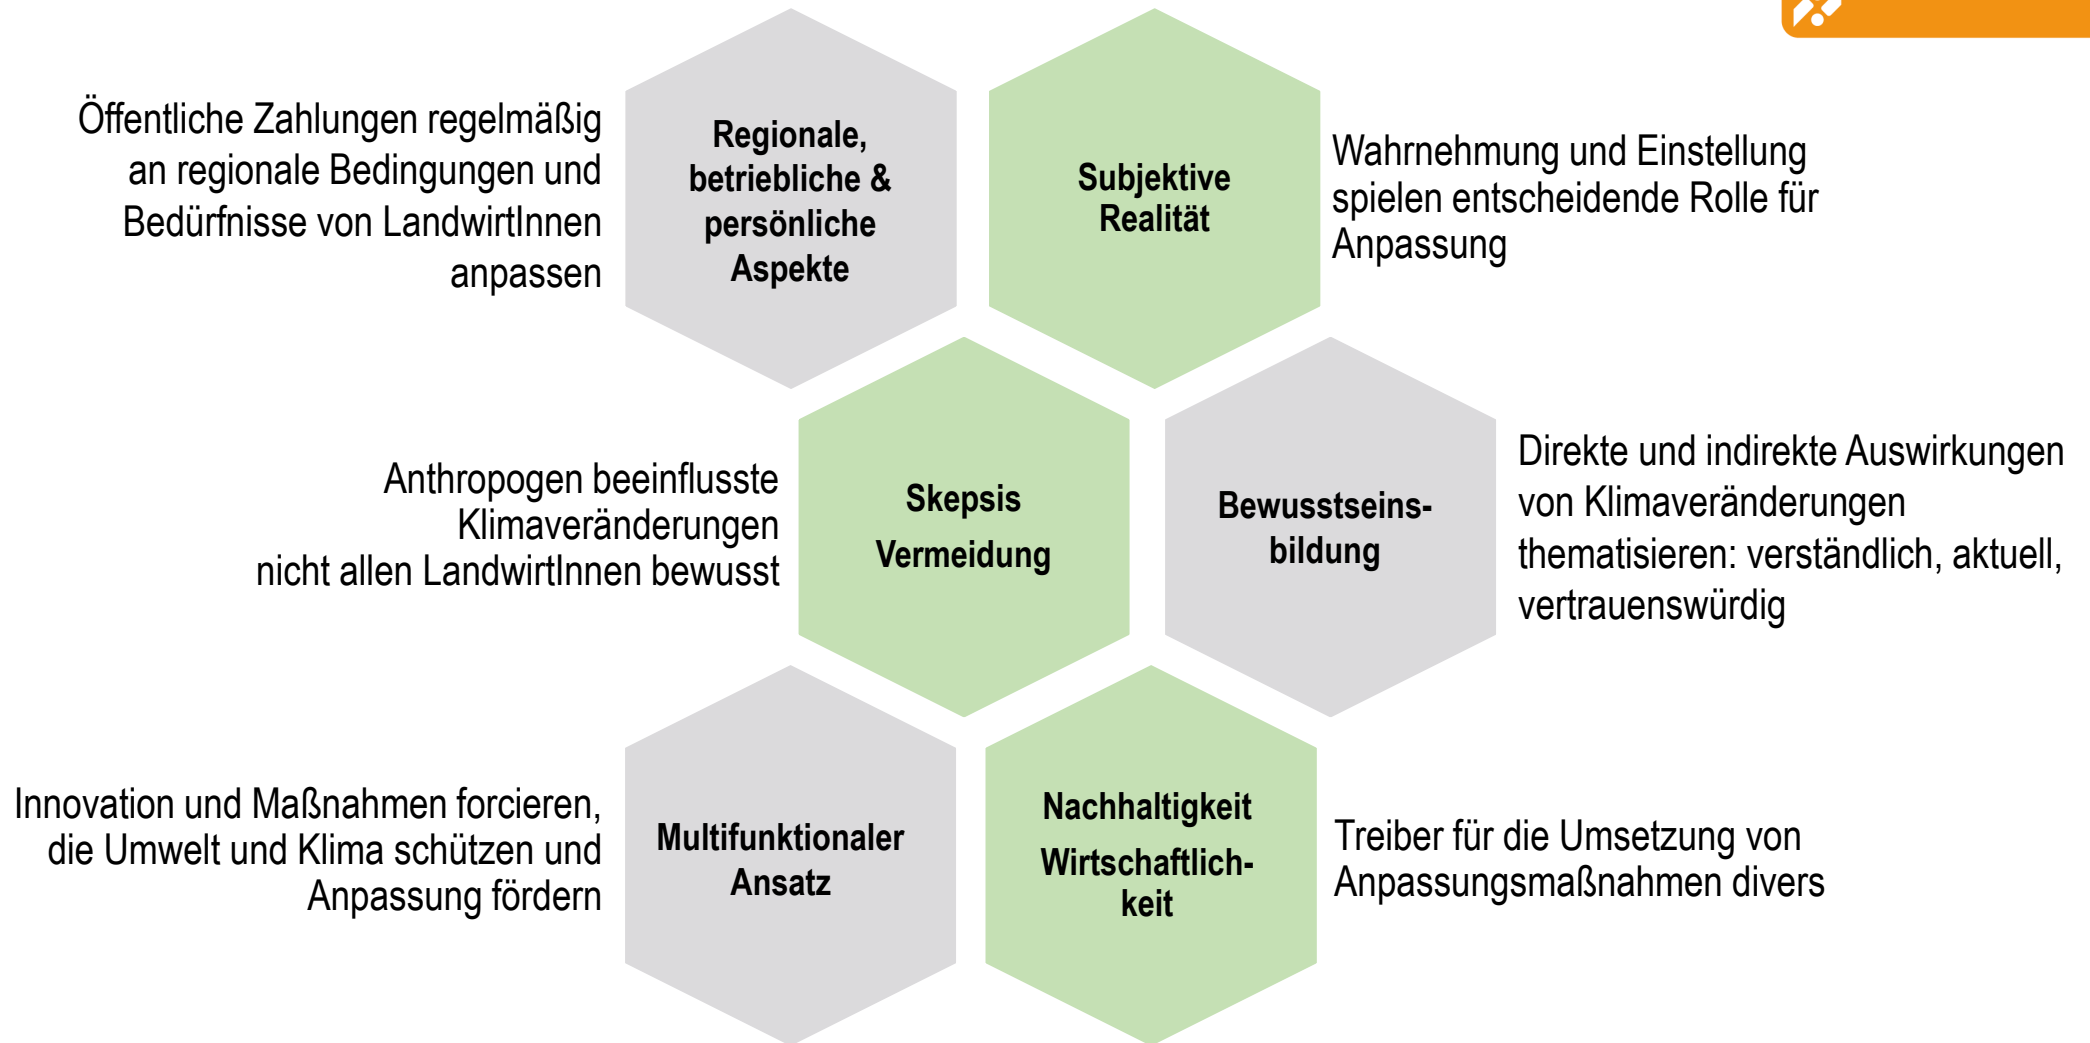 Öffentliche Zahlungen regelmäßig
an regionale Bedingungen und
Bedürfnisse von LandwirtInnen
anpassen
Regionale,
betriebliche &
persönliche
Aspekte
Subjektive
Realität
Wahrnehmung und Einstellung
spielen entscheidende Rolle für
Anpassung
Anthropogen beeinflusste
Klimaveränderungen
nicht allen LandwirtInnen bewusst
Skepsis
Vermeidung
Bewusstseins-
bildung
Direkte und indirekte Auswirkungen
von Klimaveränderungen
thematisieren: verständlich, aktuell,
vertrauenswürdig
Innovation und Maßnahmen forcieren,
die Umwelt und Klima schützen und
Anpassung fördern
Multifunktionaler
Ansatz
Nachhaltigkeit
Wirtschaftlich-
keit
Treiber für die Umsetzung von
Anpassungsmaßnahmen divers